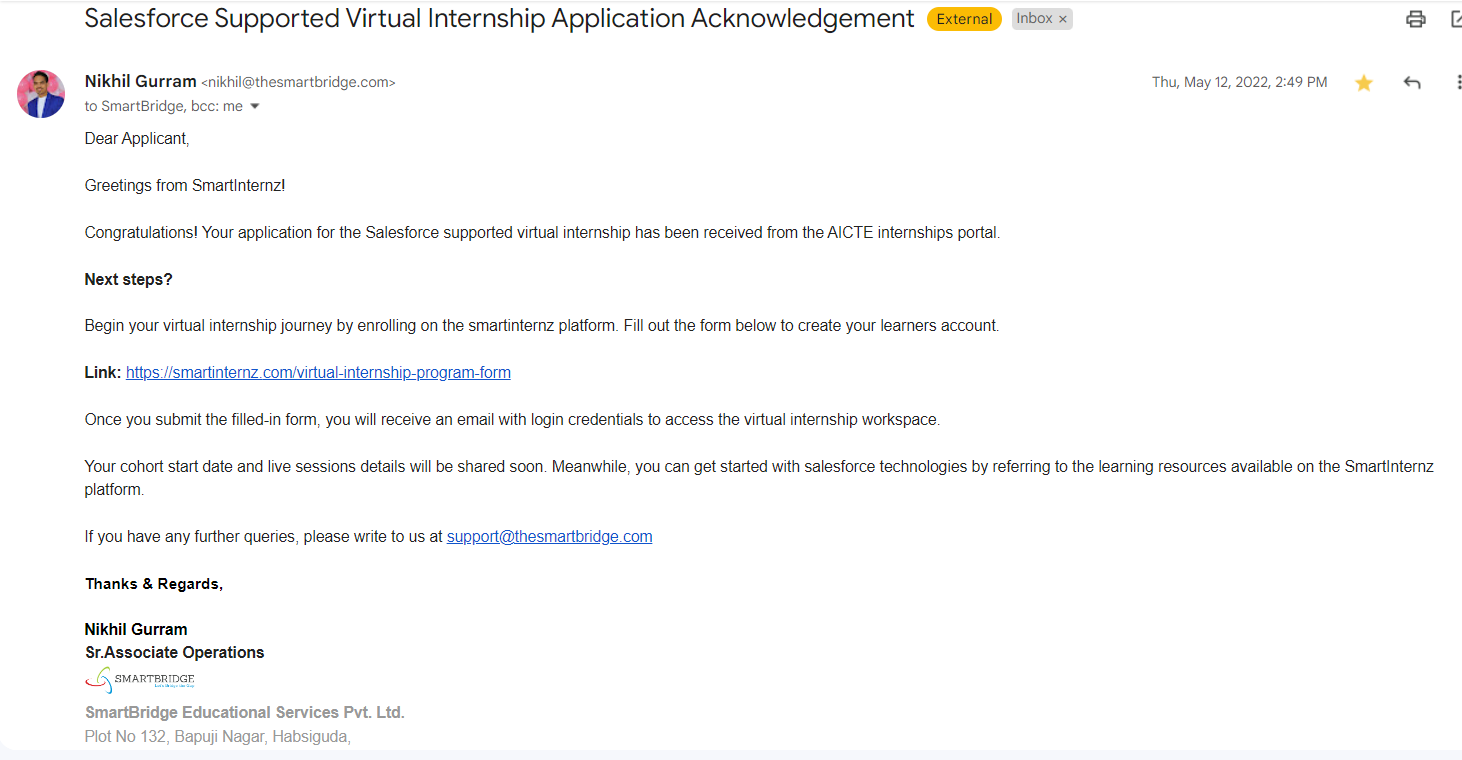 Salesforce Supported Virtual Internship Application Acknowledgement External Inbox ×
Nikhil Gurram <nikhil@thesmartbridge.com> Thu, May 12, 2022, 2:49 PM
to SmartBridge, bcc: me
Dear Applicant,
Greetings from SmartInternz!
Congratulations! Your application for the Salesforce supported virtual internship has been received from the AICTE internships portal.
Next steps?
Begin your virtual internship journey by enrolling on the smartinternz platform. Fill out the form below to create your learners account.
Link: https://smartinternz.com/virtual-internship-program-form
Once you submit the filled-in form, you will receive an email with login credentials to access the virtual internship workspace.
Your cohort start date and live sessions details will be shared soon. Meanwhile, you can get started with salesforce technologies by referring to the learning resources available on the SmartInternz
platform.
If you have any further queries, please write to us at support@thesmartbridge.com
Thanks & Regards,
Nikhil Gurram
Sr.Associate Operations
SMARTBRIDGE
SmartBridge Educational Services Pvt. Ltd.
Plot No 132, Bapuji Nagar, Habsiguda,